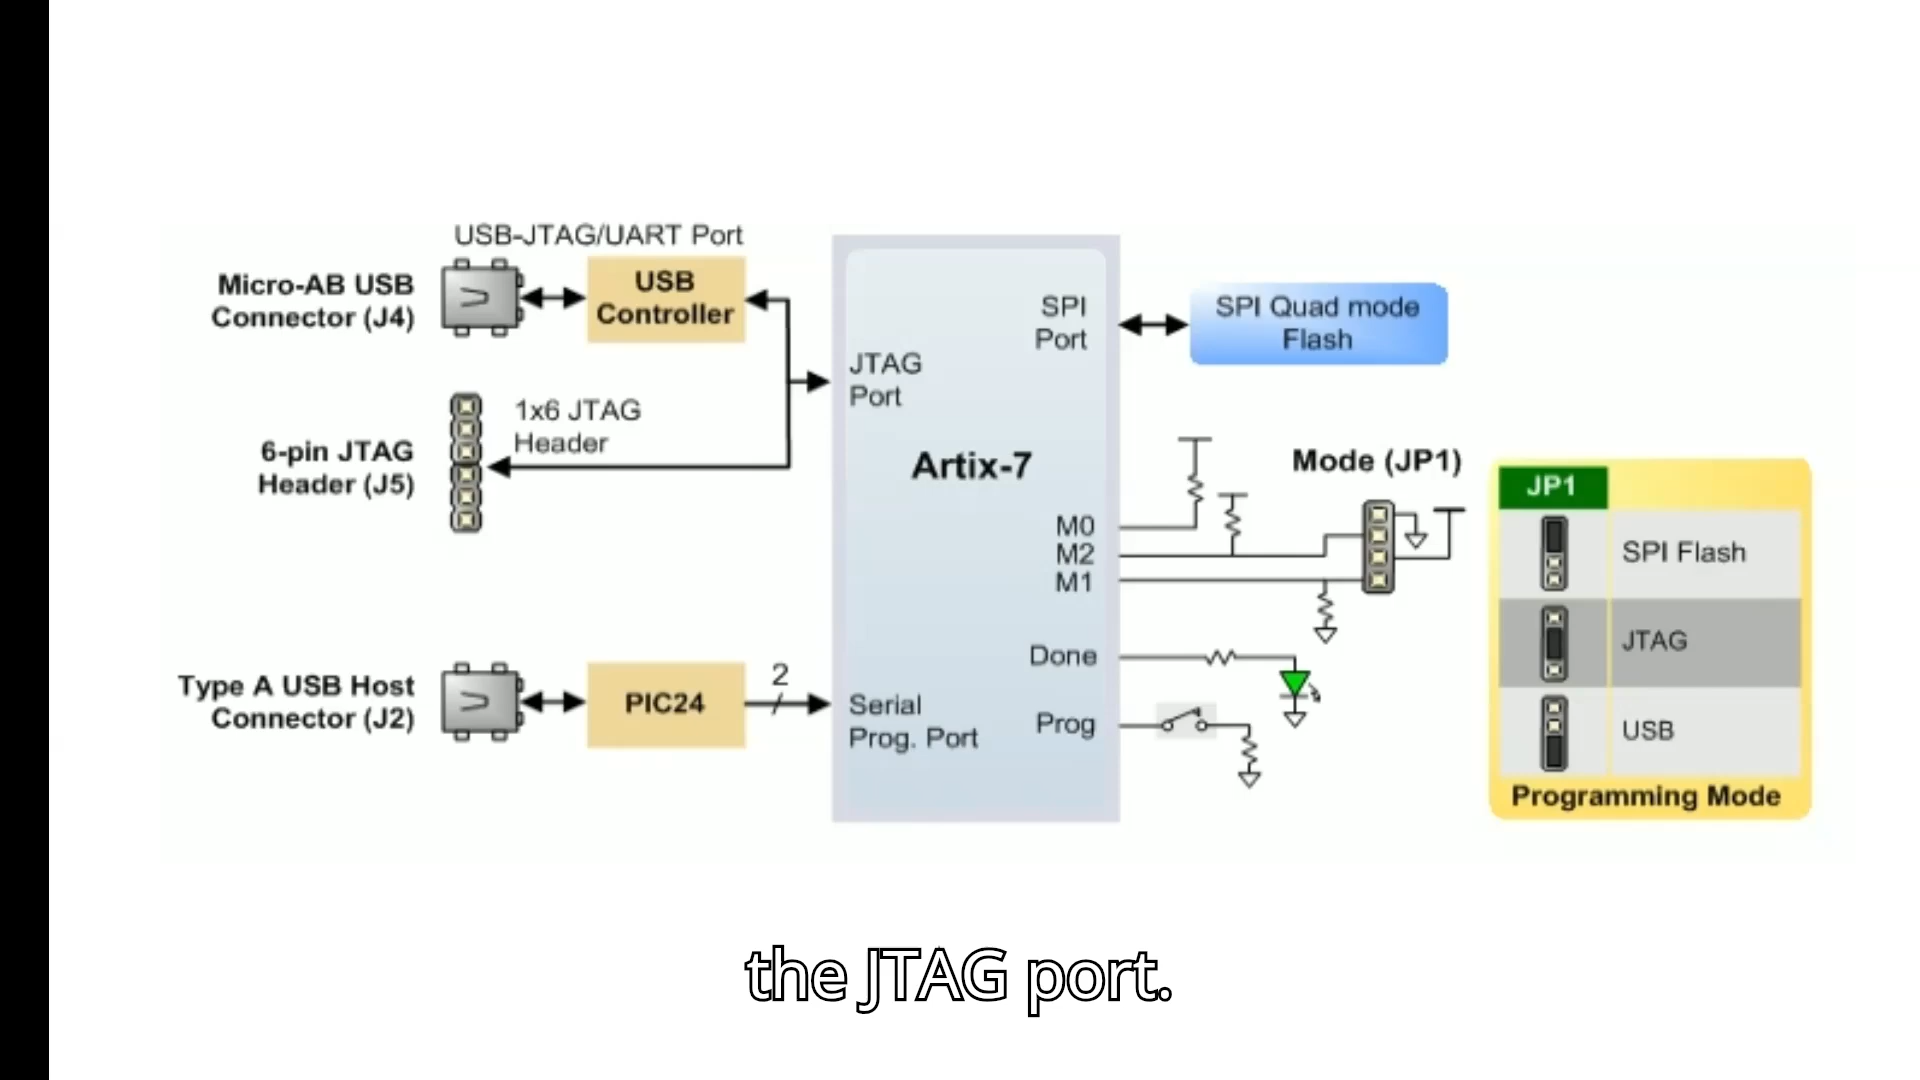 USB-JTAG/UART Port
Micro-AB USB
Connector (J4)
USB
Controller
6-pin JTAG
Header (J5)
1x6 JTAG
Header
Type A USB Host
Connector (J2)
PIC24
2
JTAG
Port
Artix-7
Serial
Prog. Port
SPI
Port
M0
M2
M1
Done
Prog
SPI Quad mode
Flash
Mode (JP1)
JP1
SPI Flash
JTAG
USB
Programming Mode
the JTAG port.